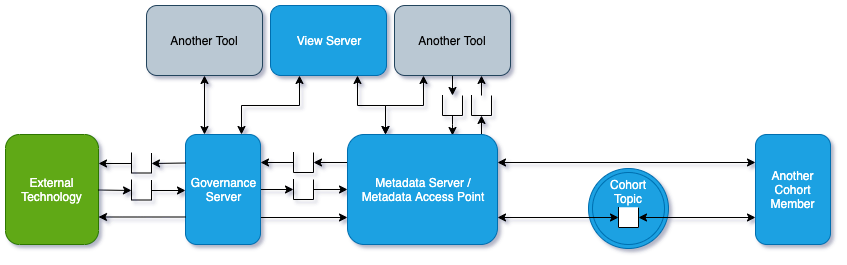 Another Tool
View Server
Another Tool
External
Technology
Governance
Server
Metadata Server /
Metadata Access Point
Cohort
Topic
Another
Cohort
Member